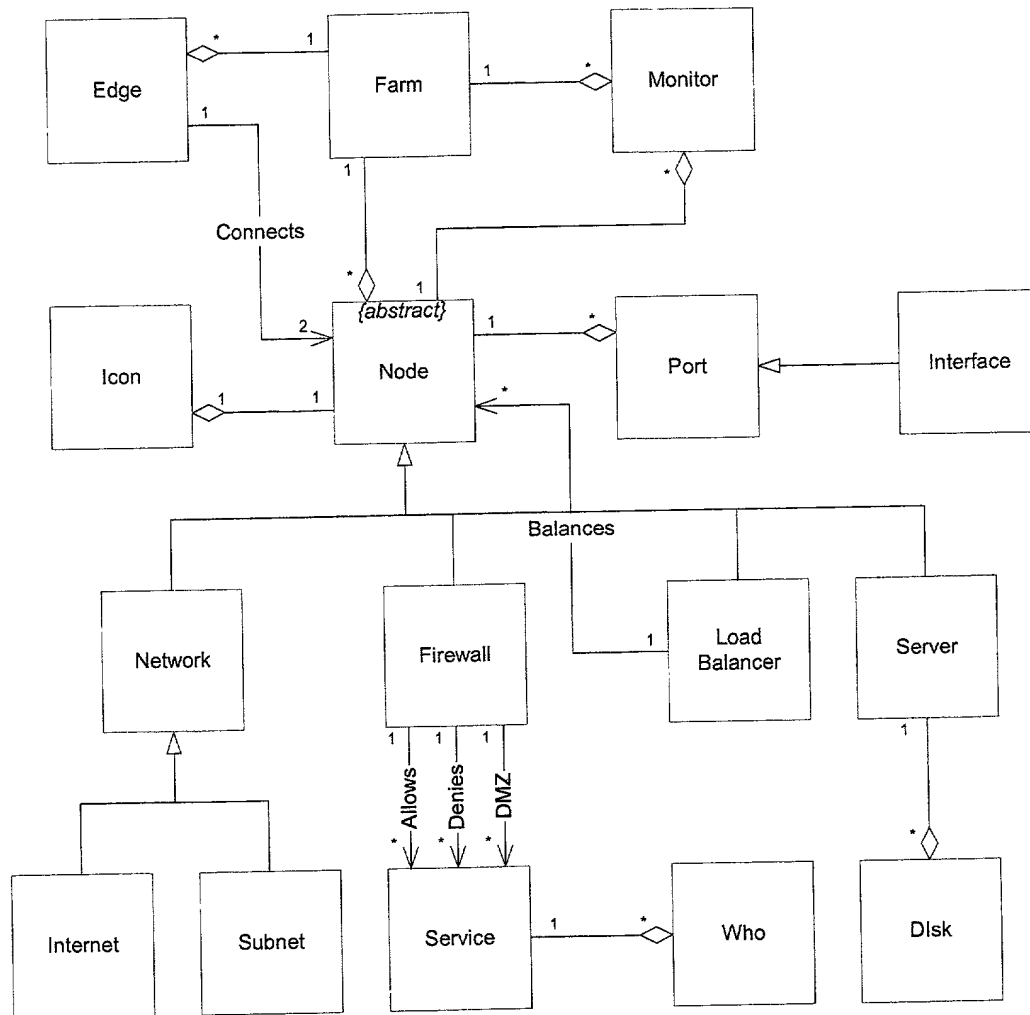 * 1
Edge
Farm
1 *
Monitor
1
1
*
Connects
*
1
{abstract}
2
Node
1 *
Port
Interface
Icon
1 1
*
Balances
Network
Firewall
1
Load
Balancer
Server
1 1 1
1
Allows
Denies
DMZ
* * *
*
Internet
Subnet
Service
1 *
Who
DIsk